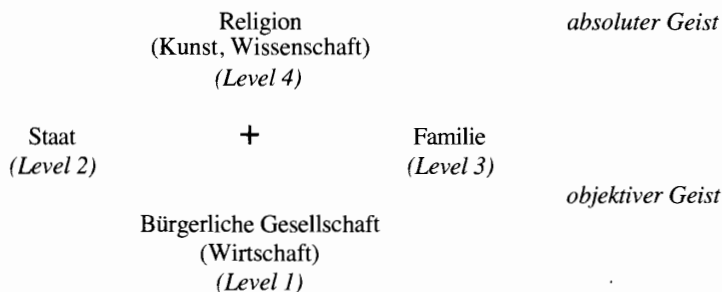 Religion
absoluter Geist
(Kunst, Wissenschaft)
(Level 4)
Staat + Familie
(Level 2) (Level 3)
objektiver Geist
Bürgerliche Gesellschaft
(Wirtschaft)
(Level 1)